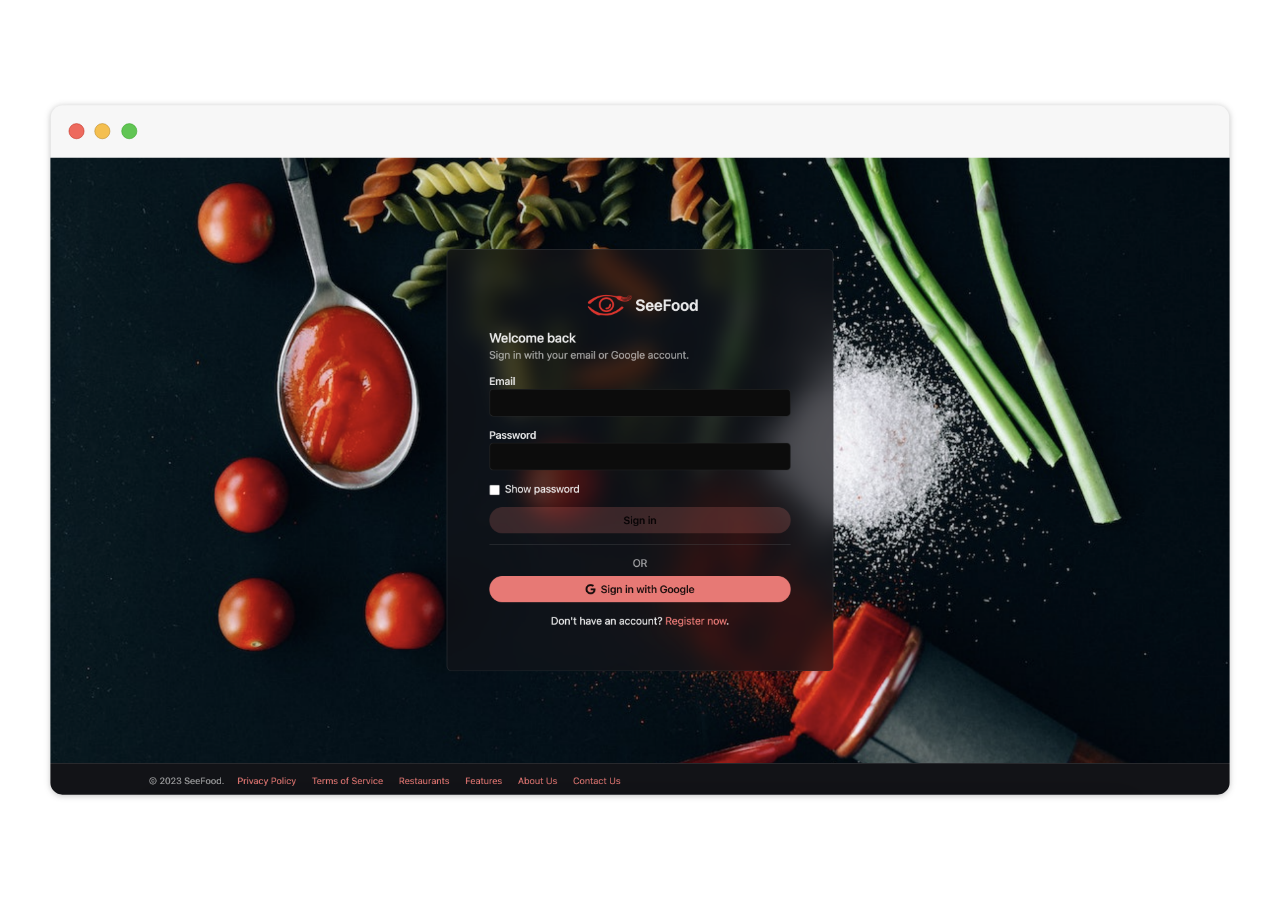 SeeFood
Welcome back
Sign in with your email or Google account.
Email
Password
Show password
Sign in
OR
Sign in with Google
Don't have an account? Register now.
© 2023 SeeFood. Privacy Policy Terms of Service Restaurants Features About Us Contact Us